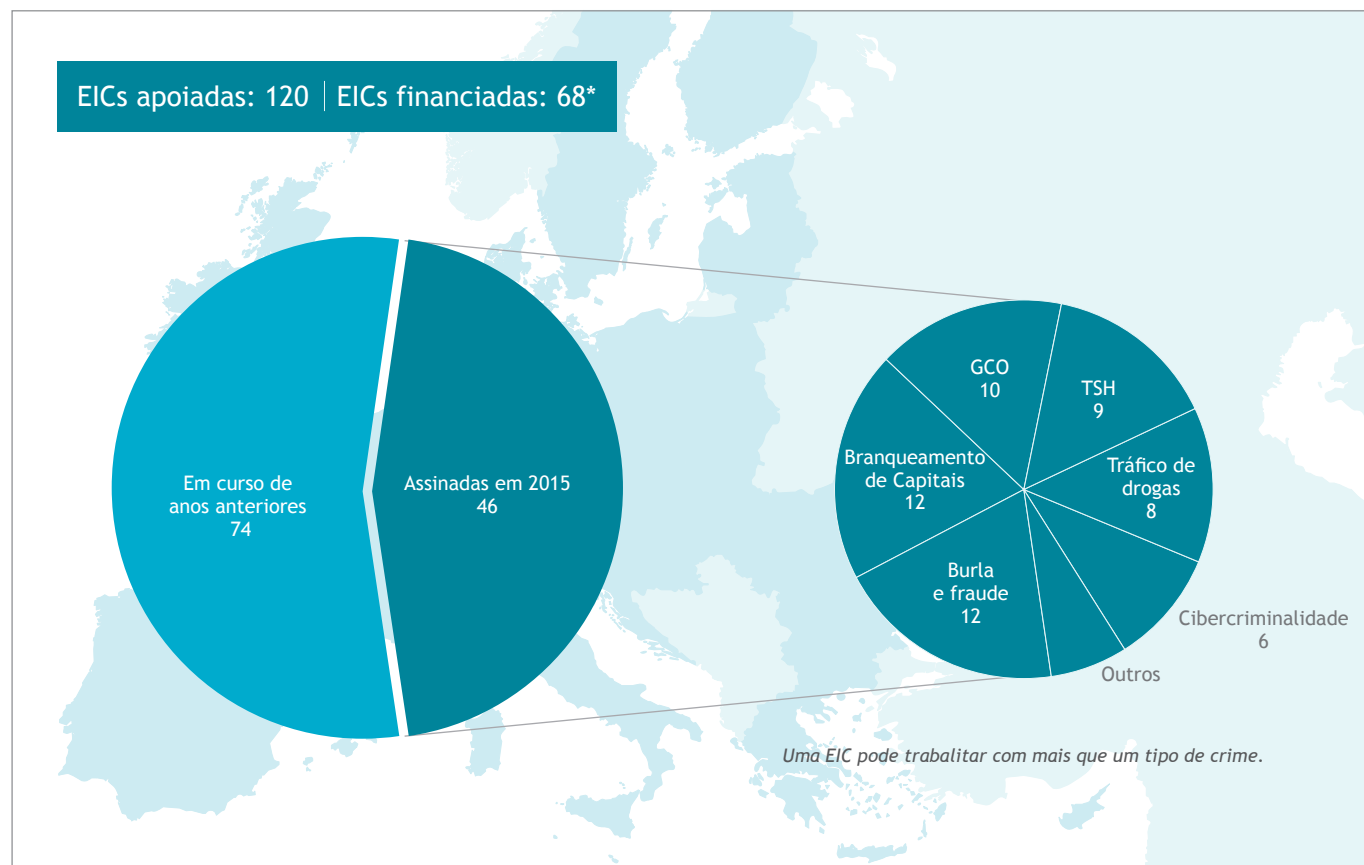 EICs apoiadas: 120 | EICs financiadas: 68*
Em curso de
anos anteriores
74
Assinadas em 2015
46
GCO
10
TSH
9
Branqueamento
de Capitais
12
Tráfico de
drogas
8
Burla
e fraude
12
Cibercriminalidade
6
Outros
Uma EIC pode trabalitar com mais que um tipo de crime.